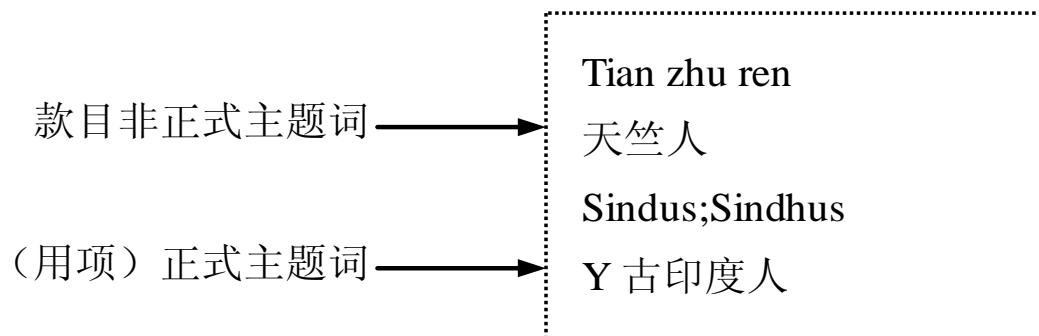 Tian zhu ren
款目非正式主题词
天竺人
Sindus;Sindhus
（用项）正式主题词
Y 古印度人